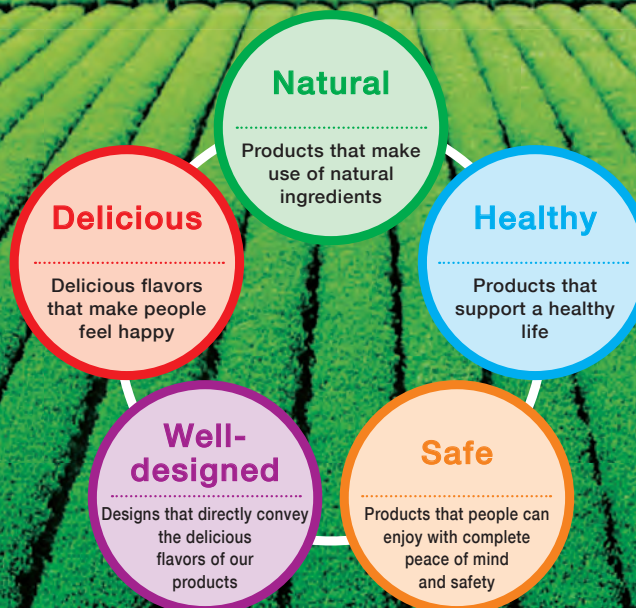 Natural
Products that make
use of natural
ingredients
Healthy
Products that
support a healthy
life
Safe
Products that people can
enjoy with complete
peace of mind
and safety
Well-
designed
Designs that directly convey
the delicious
flavors of our
products
Delicious
Delicious flavors
that make people
feel happy